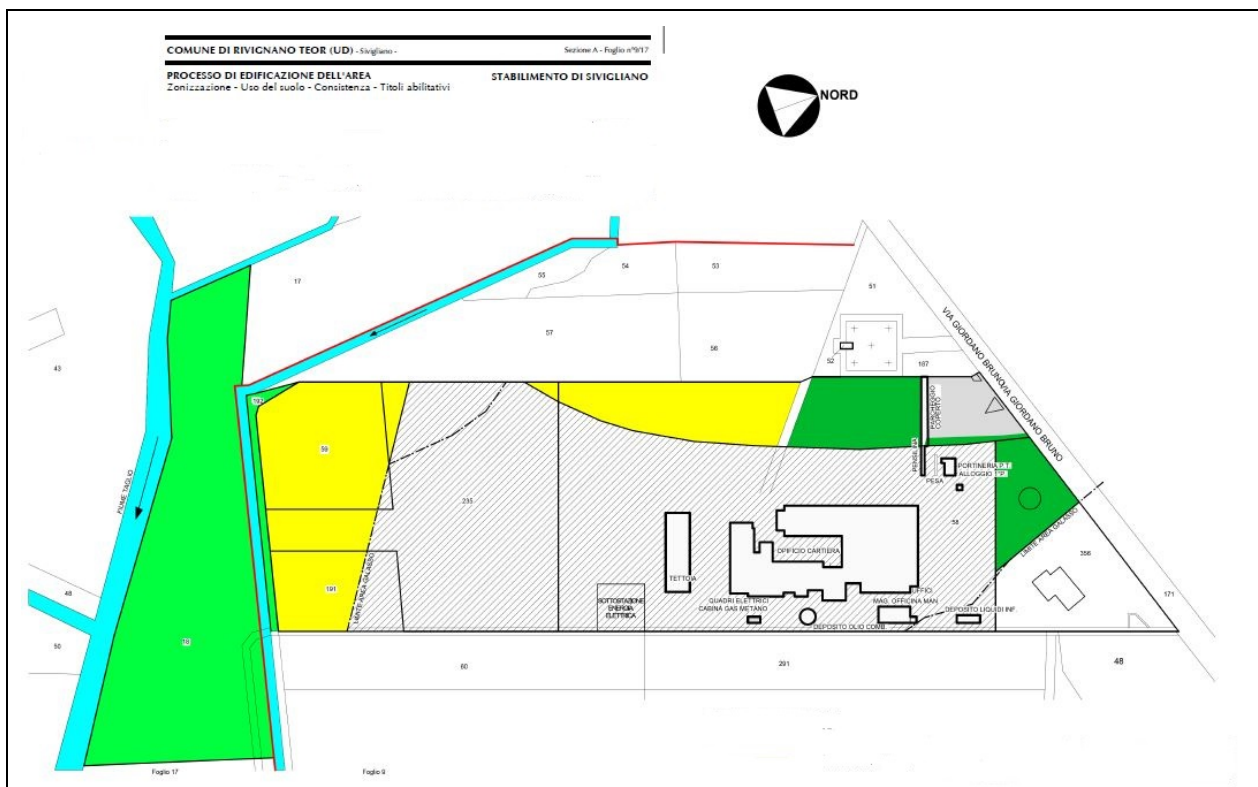 COMUNE DI RIVIGNANO TEOR (UD) - Sivigliano -
Sezione A - Foglio n°9/17
PROCESSO DI EDIFICAZIONE DELL'AREA
STABILIMENTO DI SIVIGLIANO
Zonizzazione - Uso del suolo - Consistenza - Titoli abilitativi
NORD
17
55
54
53
51
57
56
52
187
VIA GIORDANO BRUNO
VIA GIORDANO BRUNO
43
192
59
235
PARCHEGGIO
COPERTO
PENSILINA
PORTINERIA P.T.
ALLOGGIO 1°P.
PESA
58
FIUME TAGLIO
LIMITE AREA GALASSO
LIMITE AREA GALASSO
OPIFICIO CARTIERA
TETTOIA
356
171
191
SOTTOSTAZIONE
ENERGIA
ELETTRICA
QUADRI ELETTRICI
CABINA GAS METANO
UFFICI
MAG. OFFICINA MAN.
DEPOSITO LIQUIDI INF.
DEPOSITO OLIO COMB.
48
50
18
60
291
48
Foglio 17
Foglio 9